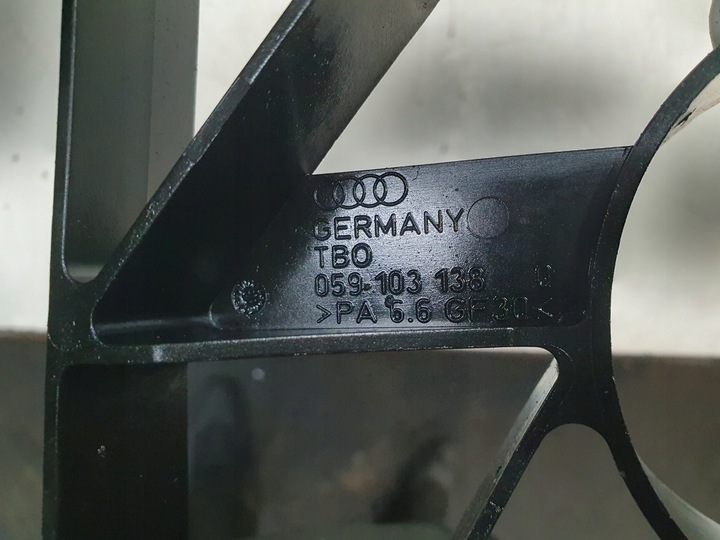 GERMANY
TBO
059-103 138
>PA 6.6 GF30<